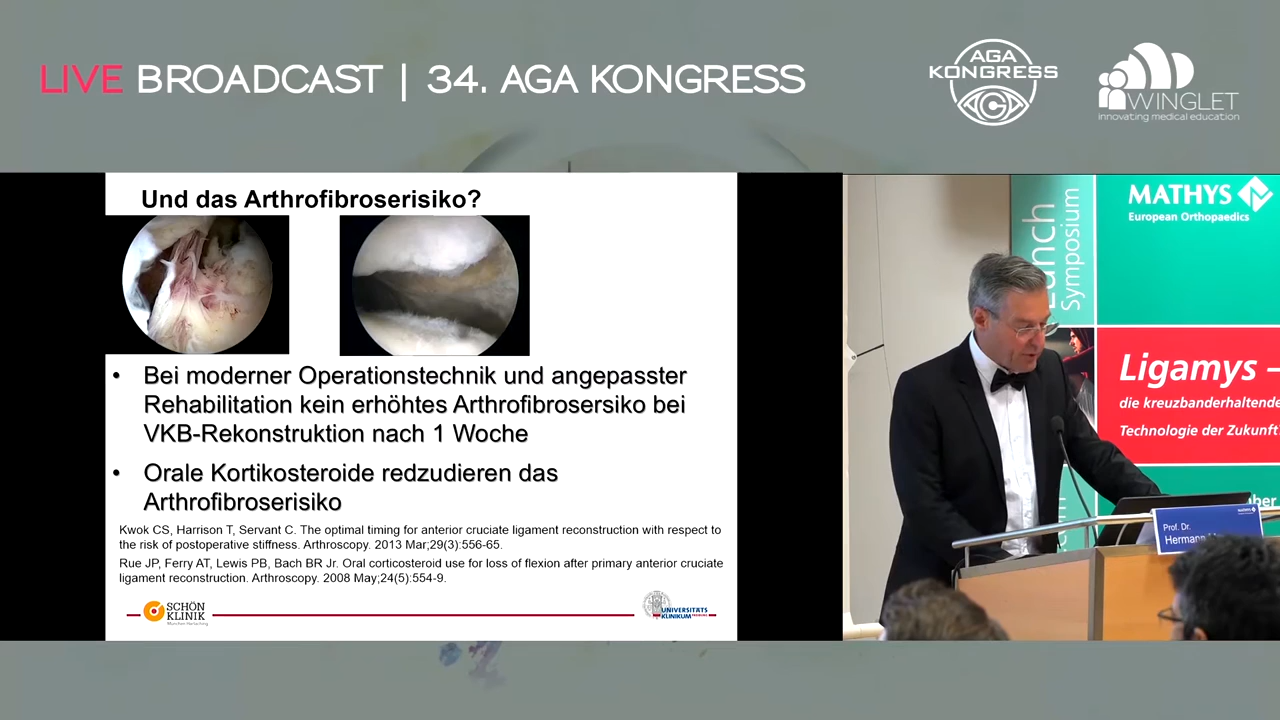 LIVE BROADCAST | 34. AGA KONGRESS
AGA
KONGRESS
AGA
WINGLET
innovating medical education
Und das Arthrofibroserisiko?
• Bei moderner Operationstechnik und angepasster
Rehabilitation kein erhöhtes Arthrofibrosersiko bei
VKB-Rekonstruktion nach 1 Woche
• Orale Kortikosteroide redzudieren das
Arthrofibroserisiko
Kwok CS, Harrison T, Servant C. The optimal timing for anterior cruciate ligament reconstruction with respect to
the risk of postoperative stiffness. Arthroscopy. 2013 Mar;29(3):556-65.
Rue JP, Ferry AT, Lewis PB, Bach BR Jr. Oral corticosteroid use for loss of flexion after primary anterior cruciate
ligament reconstruction. Arthroscopy. 2008 May;24(5):554-9.
SCHÖN
KLINIK
München Harlaching
UNIVERSITÄTS
KLINIKUM
Symposium
MATHYS
European Orthopaedics
Ligamys –
die kreuzbanderhaltende
Technologie der Zukunft?
Prof. Dr.
Hermann